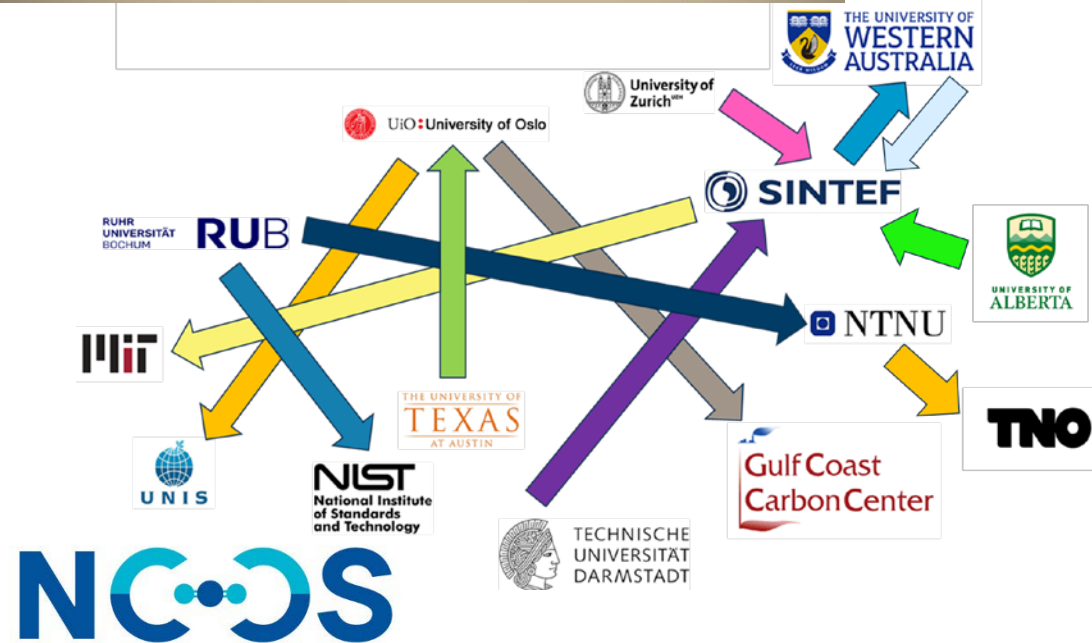 THE UNIVERSITY OF
WESTERN
AUSTRALIA
University of
Zurich UZH
UiO:University of Oslo
SINTEF
RUHR
UNIVERSITÄT
BOCHUM
RUB
UNIVERSITY OF
ALBERTA
NTNU
MIT
THE UNIVERSITY OF
TEXAS
AT AUSTIN
TNO
UNIS
NIST
National Institute
of Standards
and Technology
Gulf Coast
Carbon Center
TECHNISCHE
UNIVERSITÄT
DARMSTADT
NCCS